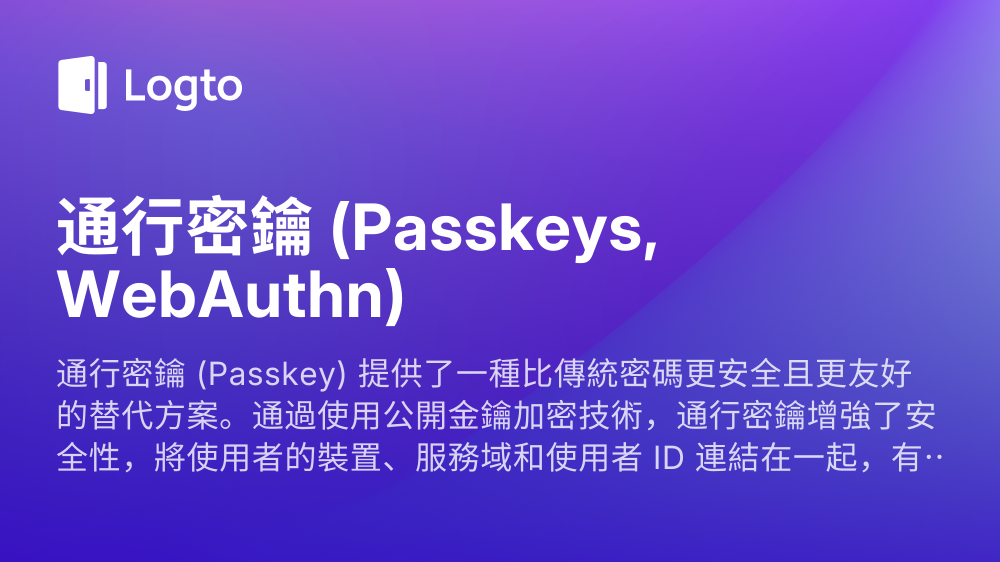 Logto
通行密鑰 (Passkeys,
WebAuthn)
通行密鑰 (Passkey) 提供了一種比傳統密碼更安全且更友好
的替代方案。通過使用公開金鑰加密技術，通行密鑰增強了安
全性，將使用者的裝置、服務域和使用者 ID 連結在一起，有··